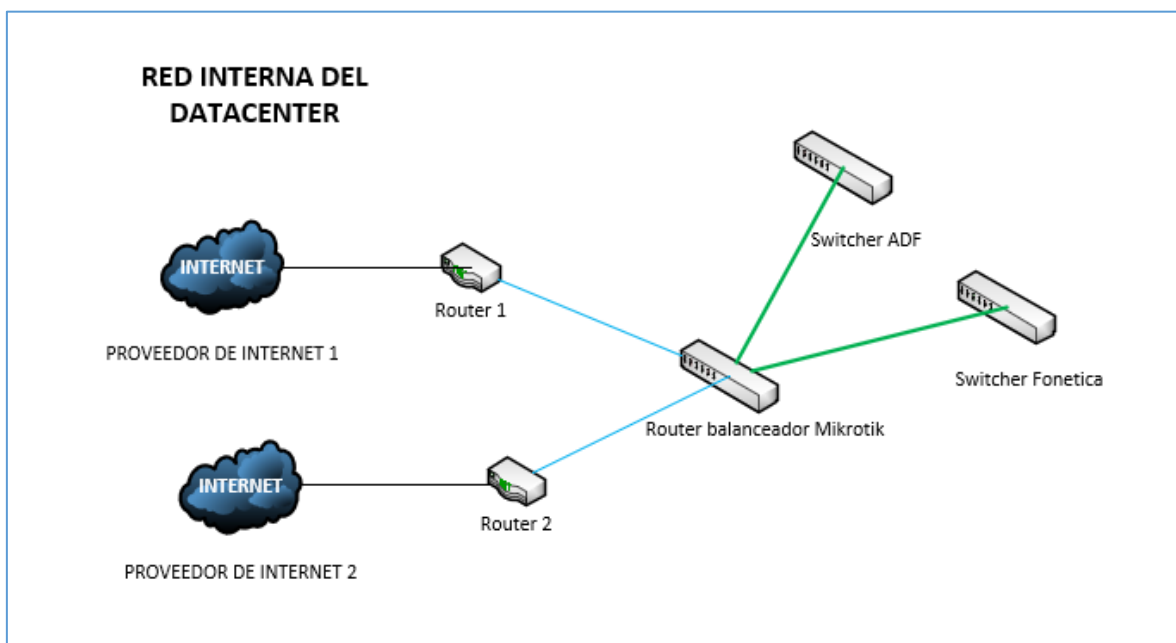 RED INTERNA DEL
DATACENTER
Switcher ADF
INTERNET
Router 1
PROVEEDOR DE INTERNET 1
Switcher Fonetica
Router balanceador Mikrotik
INTERNET
Router 2
PROVEEDOR DE INTERNET 2